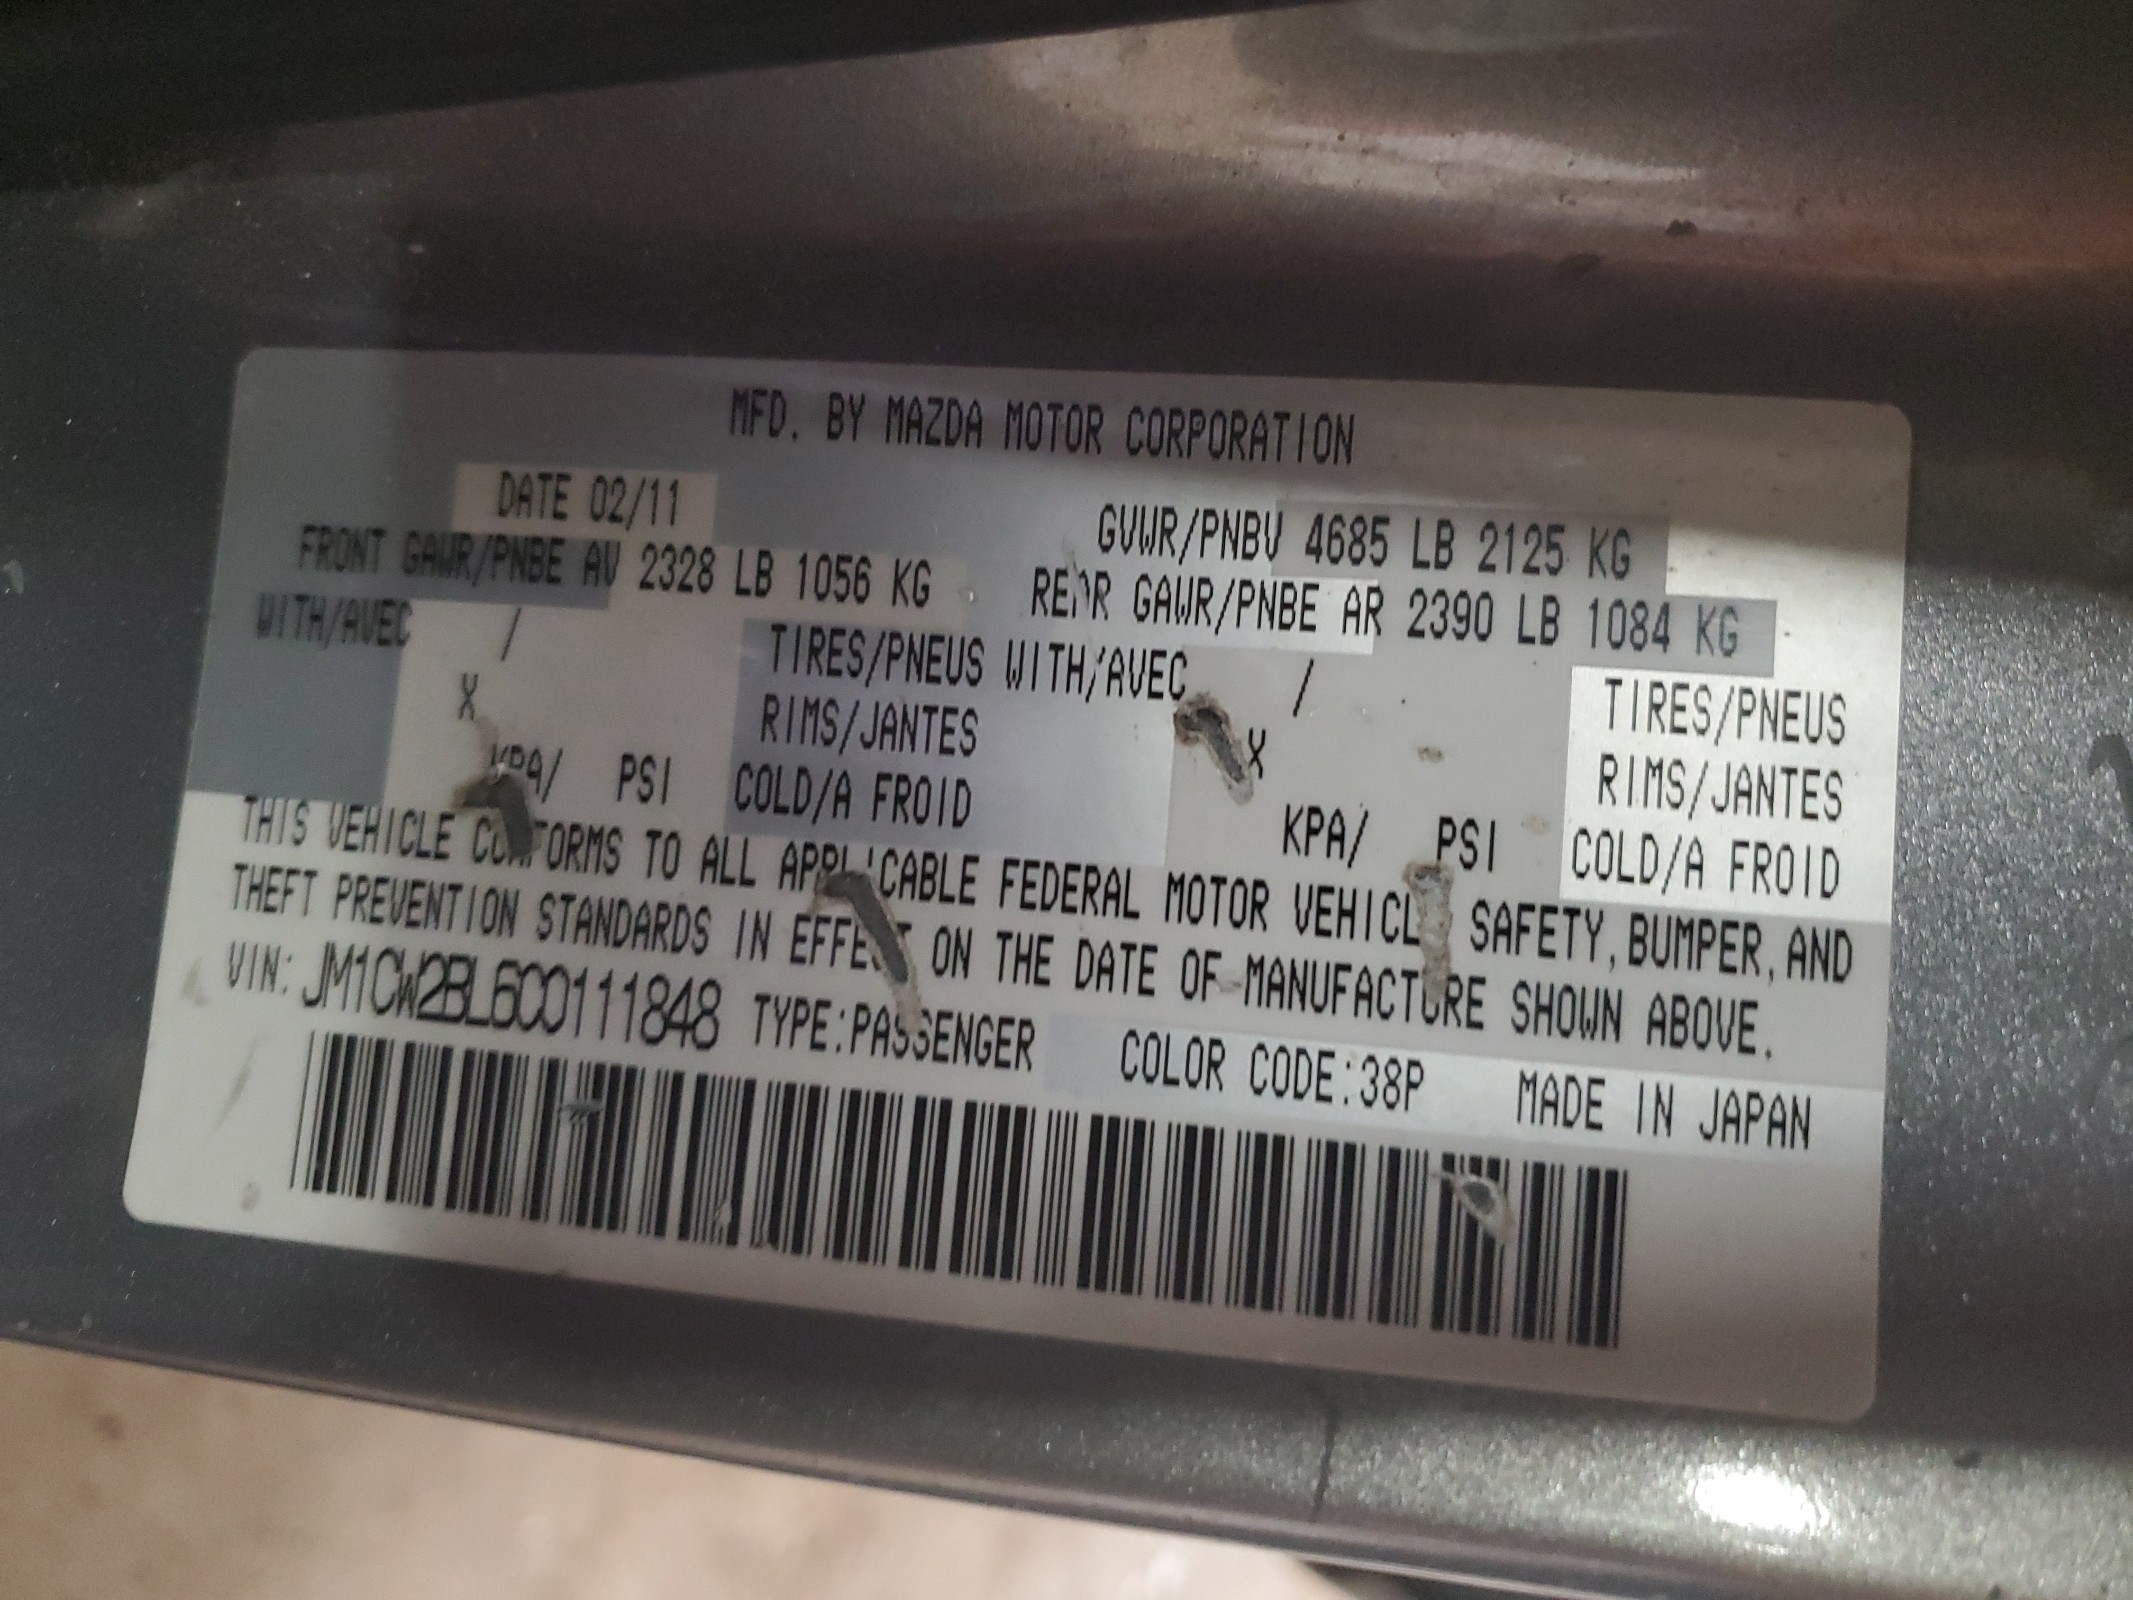 MFD. BY MAZDA MOTOR CORPORATION
DATE 02/11 GVWR/PNBV 4685 LB 2125 KG
FRONT GAWR/PNBE AV 2328 LB 1056 KG REAR GAWR/PNBE AR 2390 LB 1084 KG
WITH/AVEC / TIRES/PNEUS WITH/AVEC / TIRES/PNEUS
X RIMS/JANTES X RIMS/JANTES
KPA/ PSI COLD/A FROID KPA/ PSI COLD/A FROID
THIS VEHICLE CONFORMS TO ALL APPLICABLE FEDERAL MOTOR VEHICLE SAFETY, BUMPER, AND
THEFT PREVENTION STANDARDS IN EFFECT ON THE DATE OF MANUFACTURE SHOWN ABOVE.
VIN: JM1CW2BL6C0111848 TYPE:PASSENGER COLOR CODE:38P MADE IN JAPAN